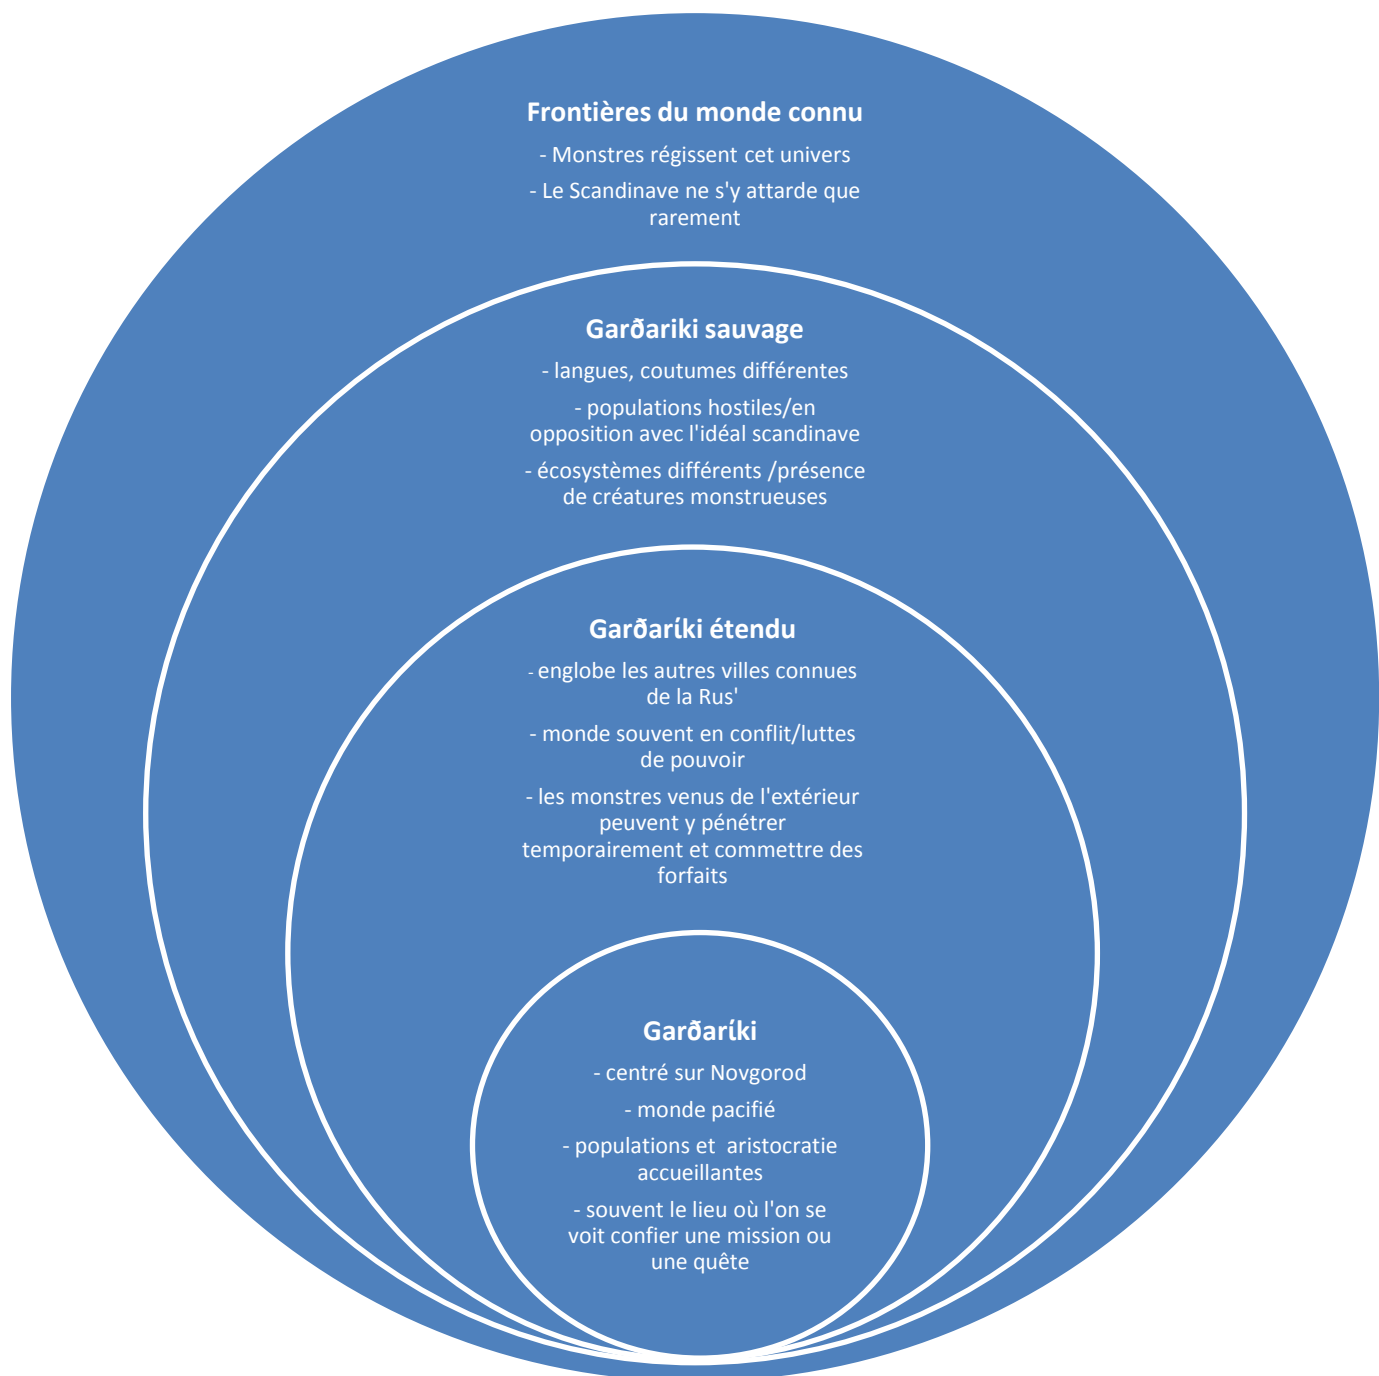 Frontières du monde connu
- Monstres régissent cet univers
- Le Scandinave ne s'y attarde que
rarement
Garðariki sauvage
- langues, coutumes différentes
- populations hostiles/en
opposition avec l'idéal scandinave
- écosystèmes différents /présence
de créatures monstrueuses
Garðaríki étendu
- englobe les autres villes connues
de la Rus'
- monde souvent en conflit/luttes
de pouvoir
- les monstres venus de l'extérieur
peuvent y pénétrer
temporairement et commettre des
forfaits
Garðaríki
- centré sur Novgorod
- monde pacifié
- populations et  aristocratie
accueillantes
- souvent le lieu où l'on se
voit confier une mission ou
une quête